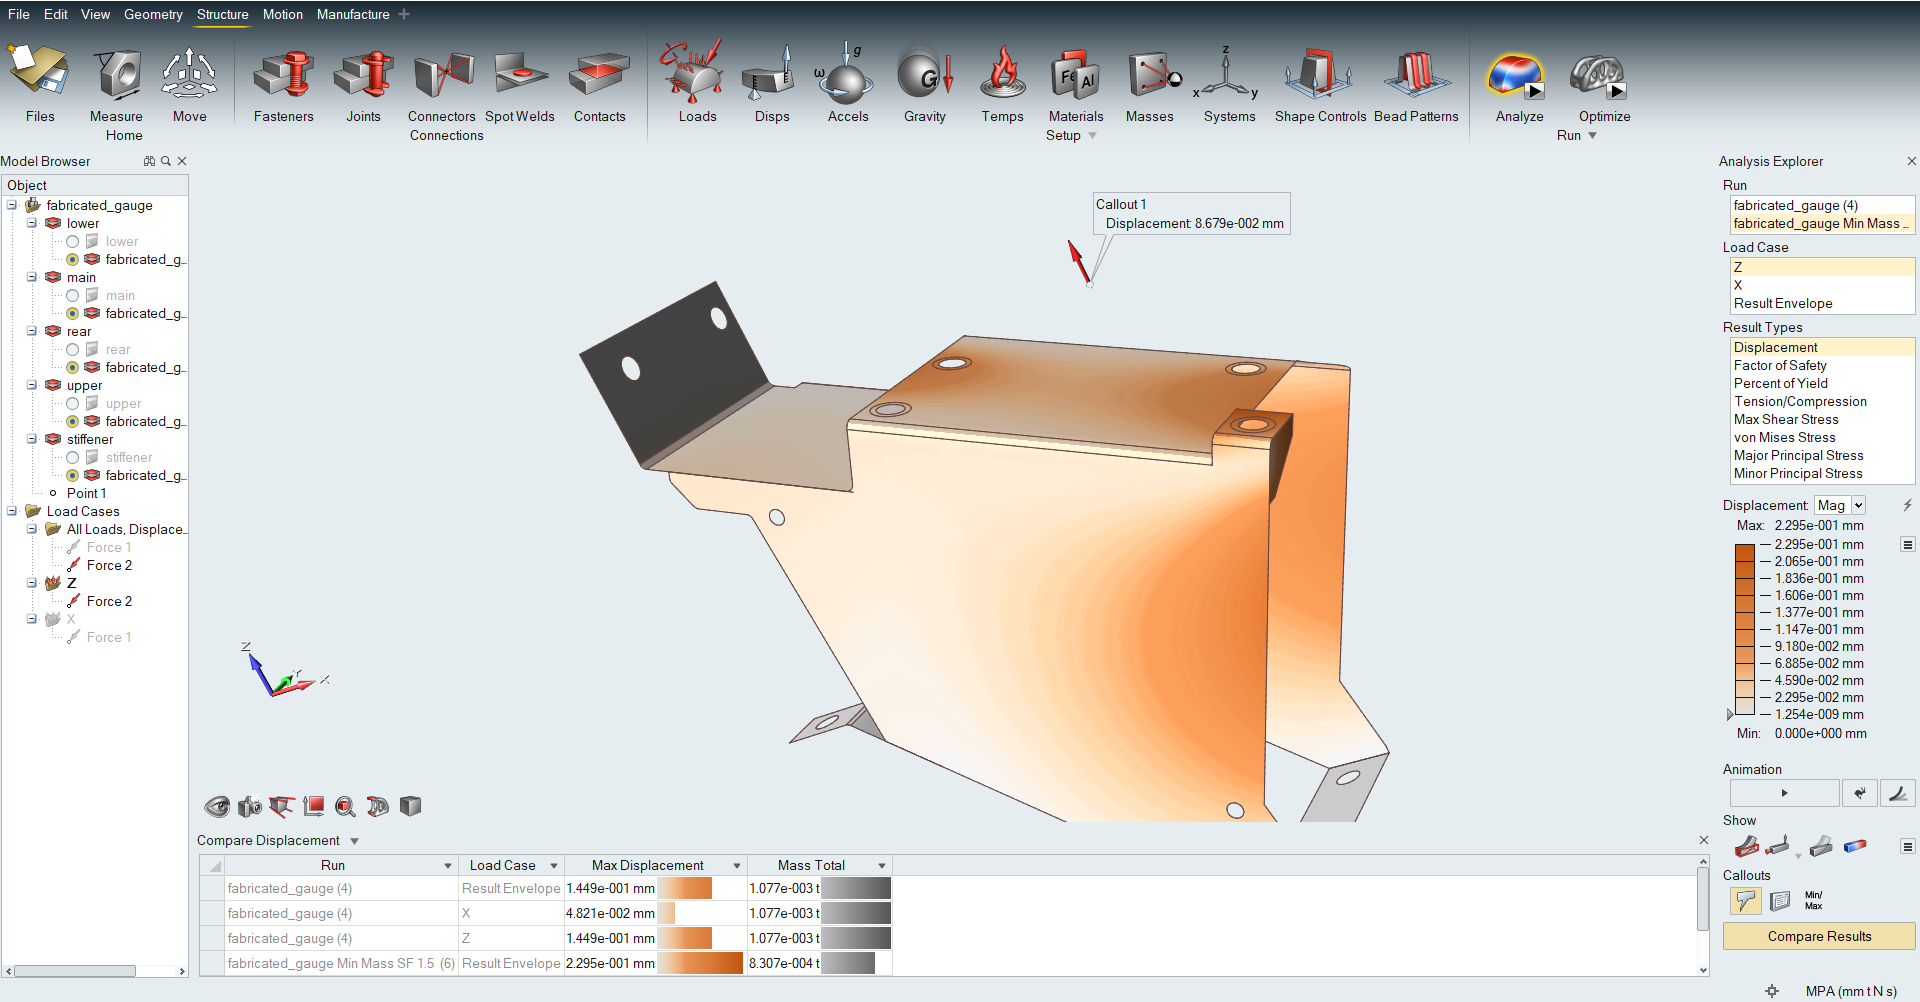 File Edit View Geometry Structure Motion Manufacture
Files Measure Move Fasteners Joints Connectors Spot Welds Contacts Loads Disps Accels Gravity Temps Materials Masses Systems Shape Controls Bead Patterns Analyze Optimize
Home Connections Setup Run
Model Browser
Object
fabricated_gauge
lower
lower
fabricated_g...
main
main
fabricated_g...
rear
rear
fabricated_g...
upper
upper
fabricated_g...
stiffener
stiffener
fabricated_g...
Point 1
Load Cases
All Loads, Displace...
Force 1
Force 2
Z
Force 2
X
Force 1
Callout 1
Displacement: 8.679e-002 mm
Z
Y
X
Analysis Explorer
Run
fabricated_gauge (4)
fabricated_gauge Min Mass ...
Load Case
Z
X
Result Envelope
Result Types
Displacement
Factor of Safety
Percent of Yield
Tension/Compression
Max Shear Stress
von Mises Stress
Major Principal Stress
Minor Principal Stress
Displacement: Mag
Max: 2.295e-001 mm
2.295e-001 mm
2.065e-001 mm
1.836e-001 mm
1.606e-001 mm
1.377e-001 mm
1.147e-001 mm
9.180e-002 mm
6.885e-002 mm
4.590e-002 mm
2.295e-002 mm
1.254e-009 mm
Min: 0.000e+000 mm
Animation
Show
Callouts
Min/
Max
Compare Results
Compare Displacement
Run Load Case Max Displacement Mass Total
fabricated_gauge (4) Result Envelope 1.449e-001 mm 1.077e-003 t
fabricated_gauge (4) X 4.821e-002 mm 1.077e-003 t
fabricated_gauge (4) Z 1.449e-001 mm 1.077e-003 t
fabricated_gauge Min Mass SF 1.5 (6) Result Envelope 2.295e-001 mm 8.307e-004 t
MPA (mm t N s)